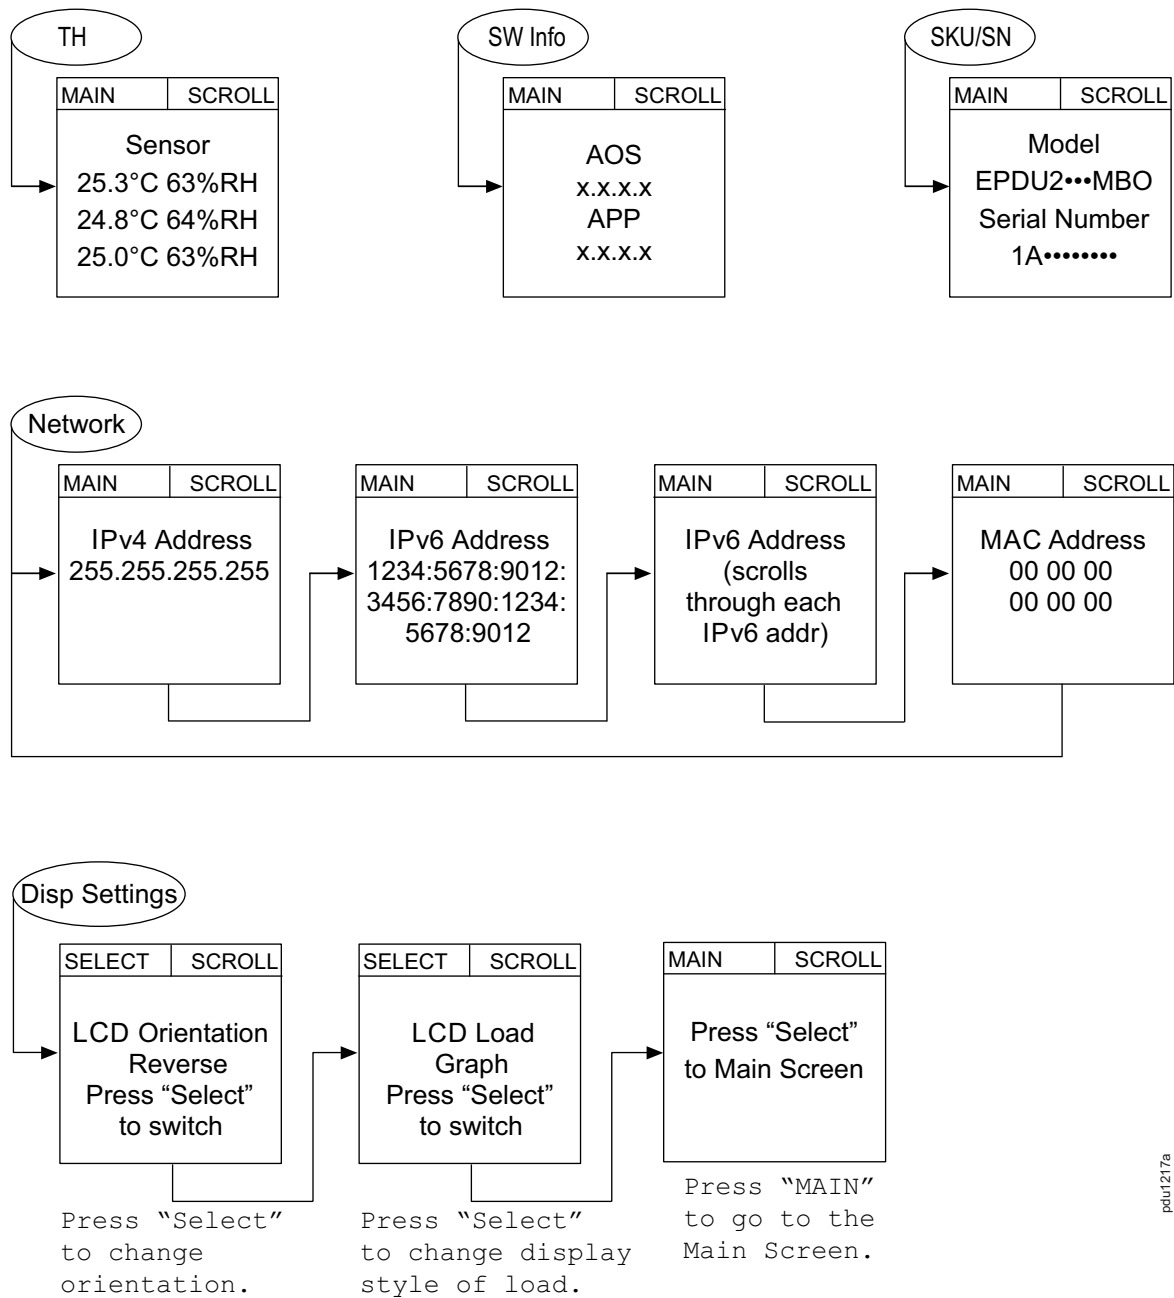 TH
MAIN SCROLL
Sensor
25.3°C 63%RH
24.8°C 64%RH
25.0°C 63%RH
SW Info
MAIN SCROLL
AOS
x.x.x.x
APP
x.x.x.x
SKU/SN
MAIN SCROLL
Model
EPDU2•••MBO
Serial Number
1A••••••••
Network
MAIN SCROLL
IPv4 Address
255.255.255.255
MAIN SCROLL
IPv6 Address
1234:5678:9012:
3456:7890:1234:
5678:9012
MAIN SCROLL
IPv6 Address
(scrolls
through each
IPv6 addr)
MAIN SCROLL
MAC Address
00 00 00
00 00 00
Disp Settings
SELECT SCROLL
LCD Orientation
Reverse
Press “Select”
to switch
Press “Select”
to change
orientation.
SELECT SCROLL
LCD Load
Graph
Press “Select”
to switch
Press “Select”
to change display
style of load.
MAIN SCROLL
Press “Select”
to Main Screen
Press “MAIN”
to go to the
Main Screen.
pdu1217a